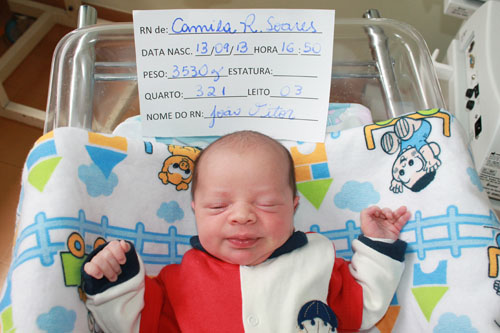 RN de: Camila R. Soares
DATA NASC. 13/09/13 HORA 16:50
PESO: 3530g ESTATURA:
QUARTO: 321 LEITO 03
NOME DO RN: João Vitor